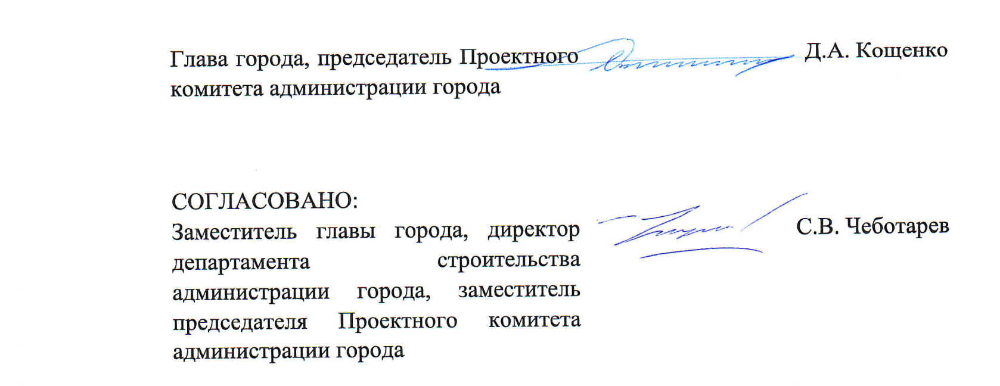 Глава города, председатель Проектного Д.А. Кощенко
комитета администрации города
СОГЛАСОВАНО:
Заместитель главы города, директор С.В. Чеботарев
департамента строительства
администрации города, заместитель
председателя Проектного комитета
администрации города